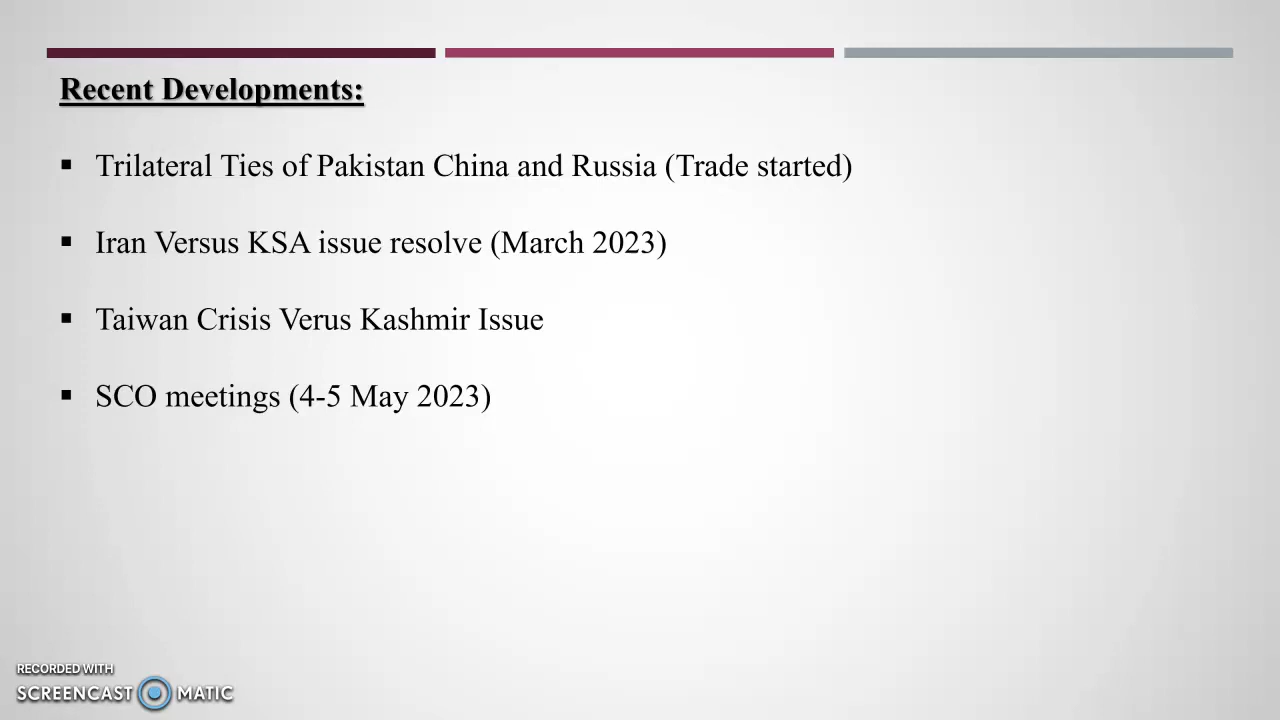 Recent Developments:
▪ Trilateral Ties of Pakistan China and Russia (Trade started)
▪ Iran Versus KSA issue resolve (March 2023)
▪ Taiwan Crisis Verus Kashmir Issue
▪ SCO meetings (4-5 May 2023)
RECORDED WITH
SCREENCAST MATIC